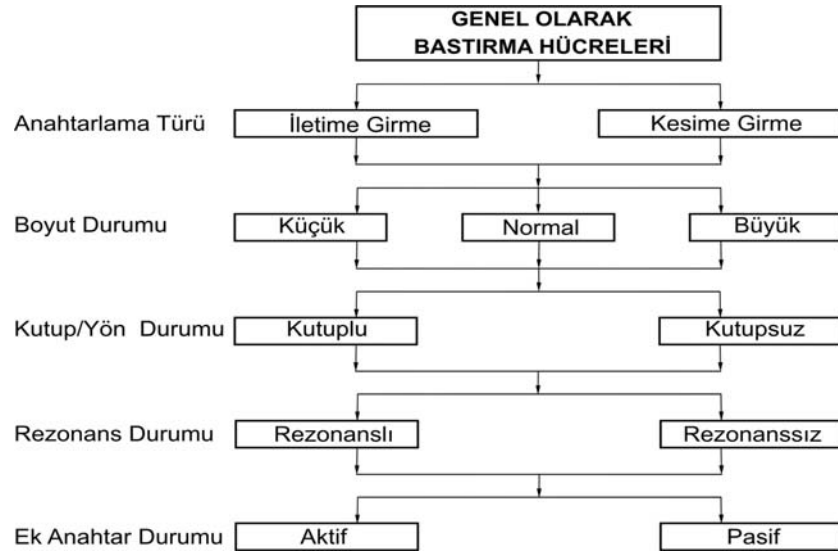 GENEL OLARAK
BASTIRMA HÜCRELERİ
Anahtarlama Türü İletime Girme Kesime Girme
Boyut Durumu Küçük Normal Büyük
Kutup/Yön Durumu Kutuplu Kutupsuz
Rezonans Durumu Rezonanslı Rezonanssız
Ek Anahtar Durumu Aktif Pasif